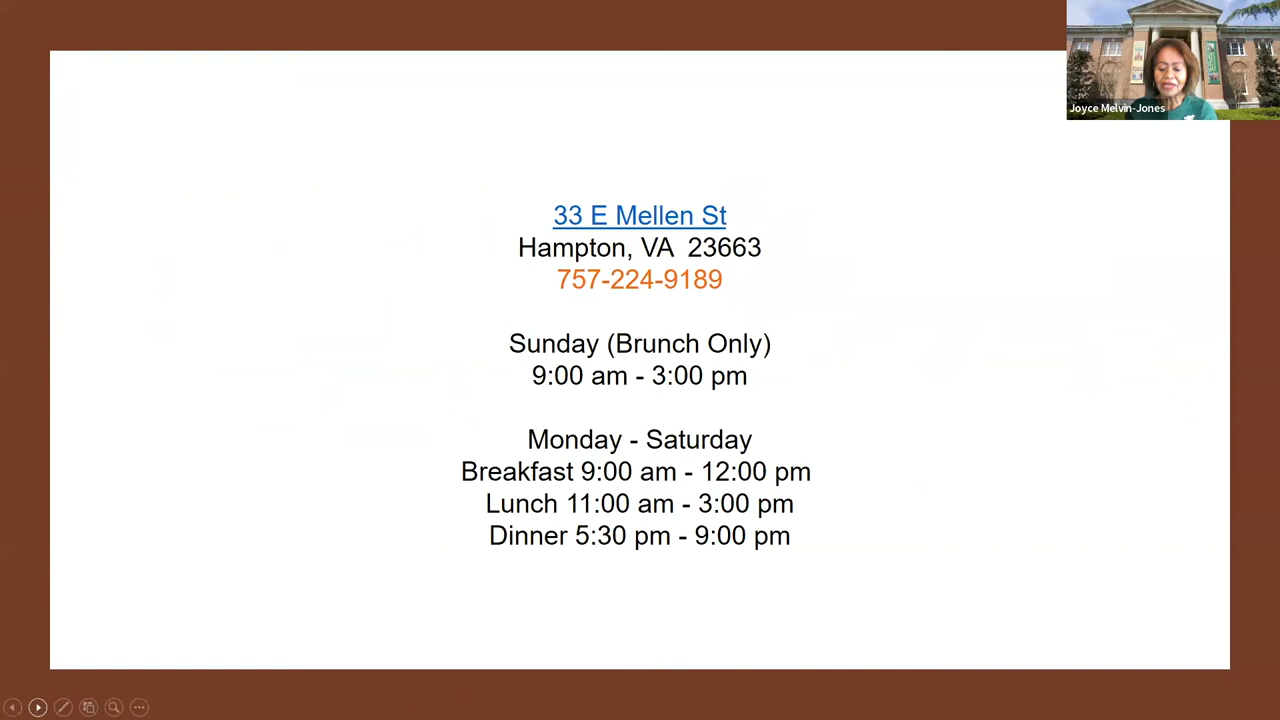 Joyce Melvin-Jones
33 E Mellen St
Hampton, VA 23663
757-224-9189
Sunday (Brunch Only)
9:00 am - 3:00 pm
Monday - Saturday
Breakfast 9:00 am - 12:00 pm
Lunch 11:00 am - 3:00 pm
Dinner 5:30 pm - 9:00 pm